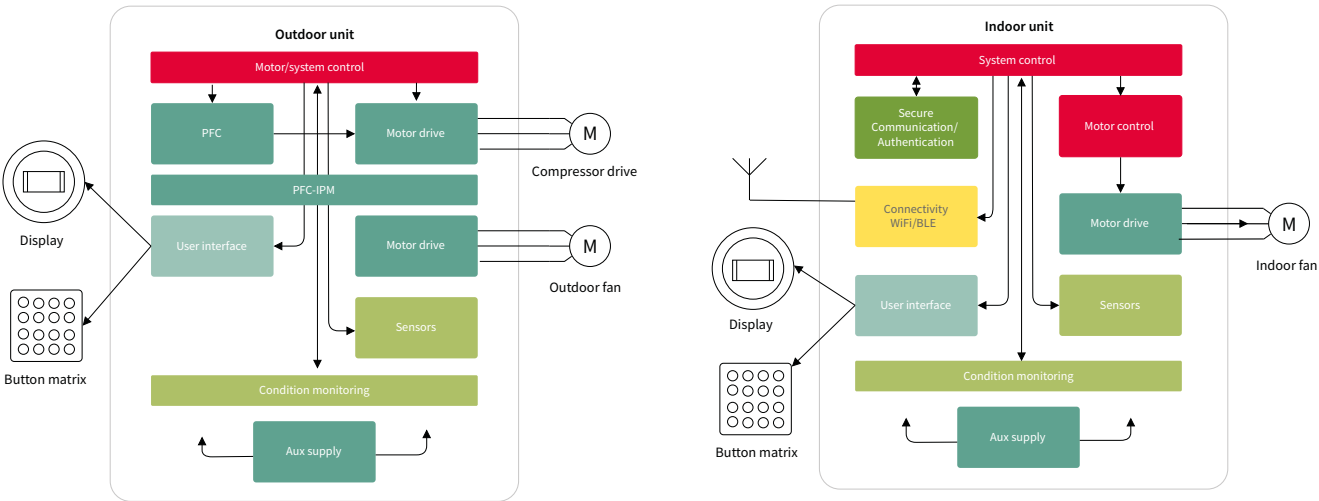 Outdoor unit
Motor/system control
PFC
Motor drive
M
Compressor drive
PFC-IPM
Display
User interface
Motor drive
M
Outdoor fan
Button matrix
Sensors
Condition monitoring
Aux supply
Indoor unit
System control
Secure
Communication/
Authentication
Motor control
Connectivity
WiFi/BLE
Motor drive
M
Indoor fan
Display
User interface
Sensors
Button matrix
Condition monitoring
Aux supply